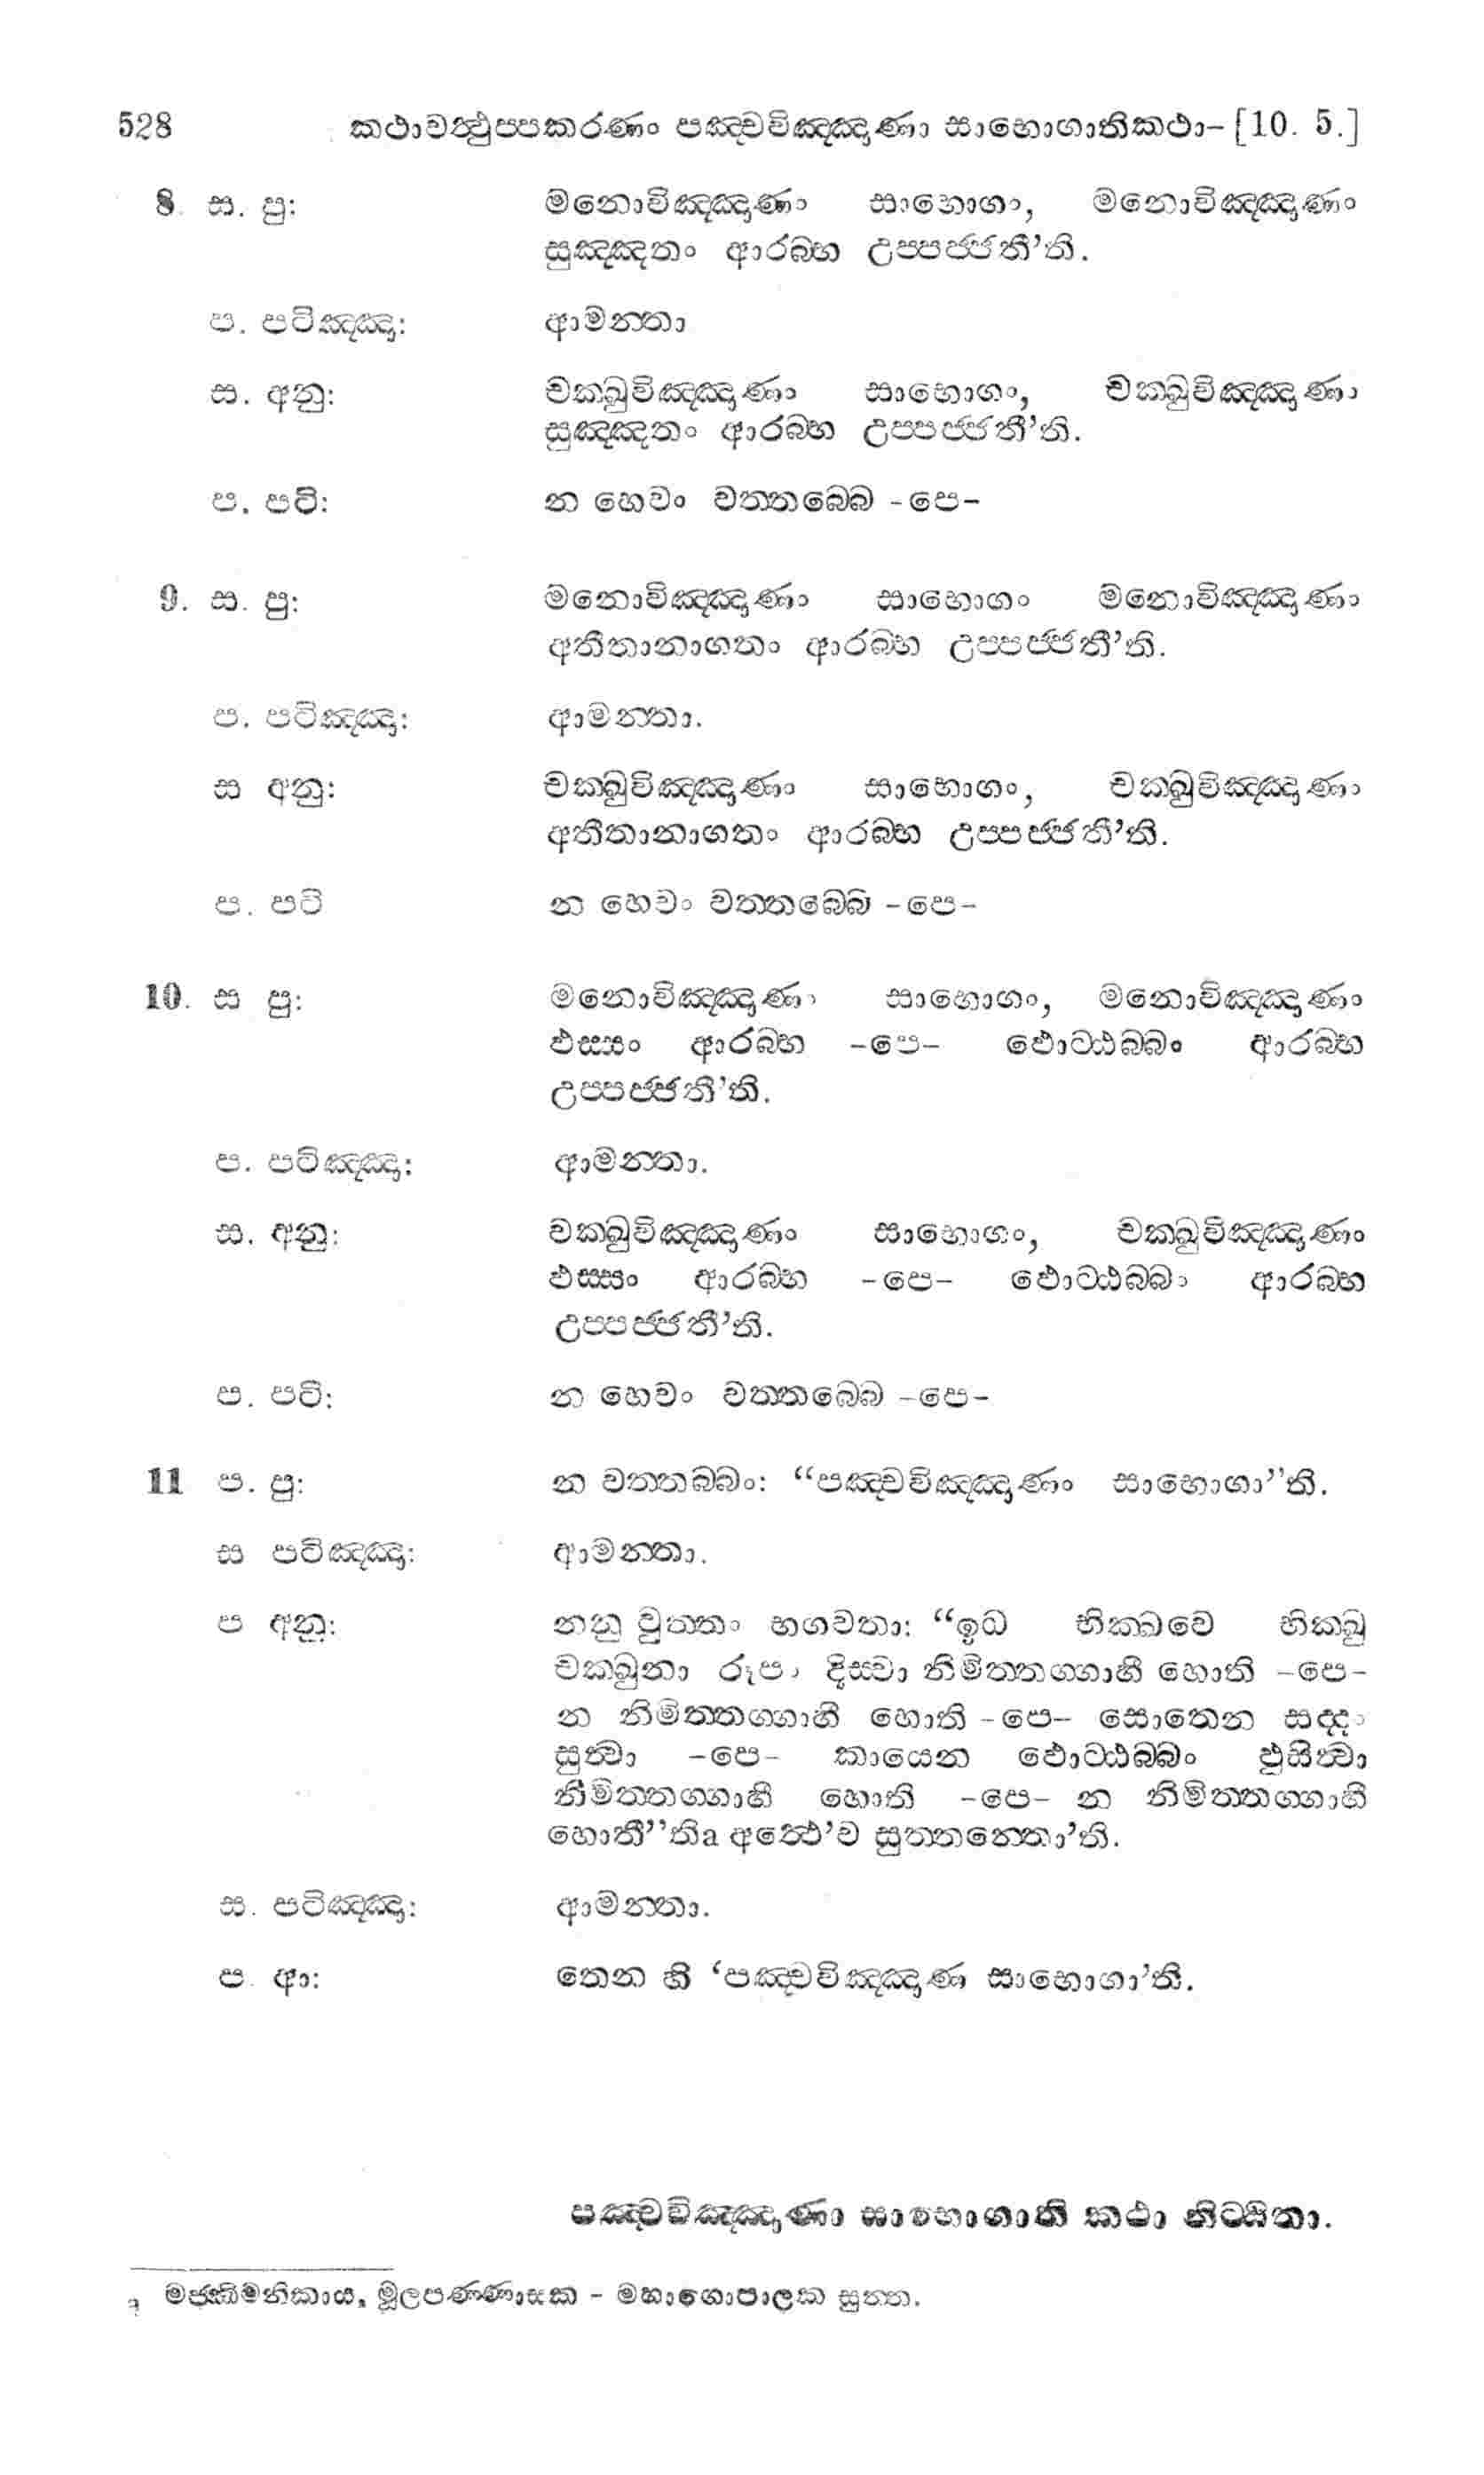 528 කථාවත්‍ථුප්පකරණං පඤ්චවිඤ්ඤාණා සාභොගාතිකථා– [10. 5.]
8. ස. පු: මනොවිඤ්ඤාණං සාභොගං, මනොවිඤ්ඤාණං
සුඤ්ඤතං ආරබ්භ උප්පජ්ජතී’ති.
ප. පටිඤ්ඤා: ආමන්තා
ස. අනු: චක්ඛුවිඤ්ඤාණං සාභොගං, චක්ඛුවිඤ්ඤාණං
සුඤ්ඤතං ආරබ්භ උප්පජ්ජතී’ති.
ප. පටි: න හෙවං වත්තබ්බෙ -පෙ-
9. ස. පු: මනොවිඤ්ඤාණං සාභොගං මනොවිඤ්ඤාණං
අතීතානාගතං ආරබ්භ උප්පජ්ජතී’ති.
ප. පටිඤ්ඤා: ආමන්තා.
ස අනු: චක්ඛුවිඤ්ඤාණං සාභොගං, චක්ඛුවිඤ්ඤාණං
අතීතානාගතං ආරබ්භ උප්පජ්ජතී’ති.
ප. පටි න හෙවං වත්තබ්බෙ -පෙ-
10. ස පු: මනොවිඤ්ඤාණං සාභොගං, මනොවිඤ්ඤාණං
ඵස්සං ආරබ්භ -පෙ- ඵොට්ඨබ්බං ආරබ්භ
උප්පජ්ජතී’ති.
ප. පටිඤ්ඤා: ආමන්තා.
ස. අනු: චක්ඛුවිඤ්ඤාණං සාභොගං, චක්ඛුවිඤ්ඤාණං
ඵස්සං ආරබ්භ -පෙ- ඵොට්ඨබ්බං ආරබ්භ
උප්පජ්ජතී’ති.
ප. පටි: න හෙවං වත්තබ්බෙ -පෙ-
11 ප. පු: න වත්තබ්බං: “පඤ්චවිඤ්ඤාණං සාභොගා”ති.
ස පටිඤ්ඤා: ආමන්තා.
ප අනු: නනු වුත්තං භගවතා: “ඉධ භික්ඛවෙ භික්ඛු
චක්ඛුනා රූපං දිස්වා නිමිත්තග්ගාහී හොති -පෙ-
න නිමිත්තග්ගාහී හොති -පෙ- සොතෙන සද්දං
සුත්වා -පෙ- කායෙන ඵොට්ඨබ්බං ඵුසිත්වා
නිමිත්තග්ගාහී හොති -පෙ- න නිමිත්තග්ගාහී
හොතී”තිa අත්ථෙ’ව සුත්තන්තො’ති.
ස. පටිඤ්ඤා: ආමන්තා.
ප. ආ: තෙන හි ‘පඤ්චවිඤ්ඤාණ සාභොගා’ති.
පඤ්චවිඤ්ඤාණා සාභොගාති කථා නිට්ඨිතා.
a මජ්ඣිමනිකාය, මූලපණ්ණාසක - මහාගොපාලක සුත්ත.